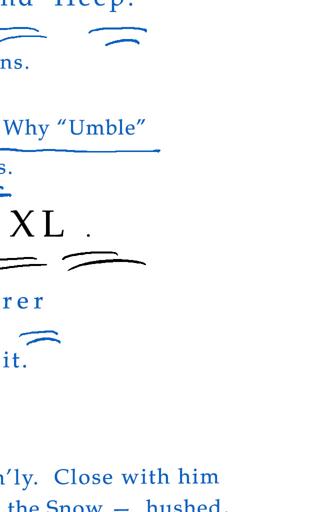 nd Heep.
ns.
Why “Umble”
s.
XL .
rer
it.
n’ly. Close with him
the Snow — hushed.